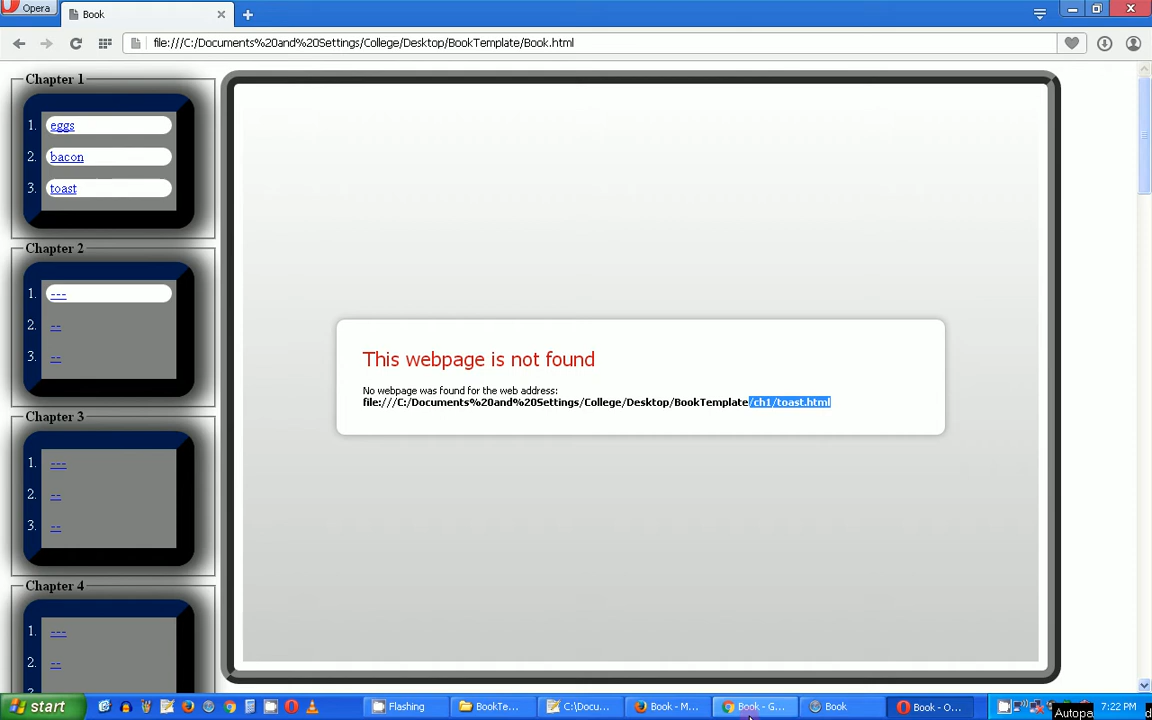 Opera
Book
file:///C:/Documents%20and%20Settings/College/Desktop/BookTemplate/Book.html
Chapter 1
1. eggs
2. bacon
3. toast
Chapter 2
1. ---
2. --
3. --
Chapter 3
1. ---
2. --
3. --
Chapter 4
1. ---
2. --
This webpage is not found
No webpage was found for the web address:
file:///C:/Documents%20and%20Settings/College/Desktop/BookTemplate/ch1/toast.html
start
Flashing
BookTe...
C:\Docu...
Book - M...
Book - G...
Book
Book - O...
7:22 PM
Autopa